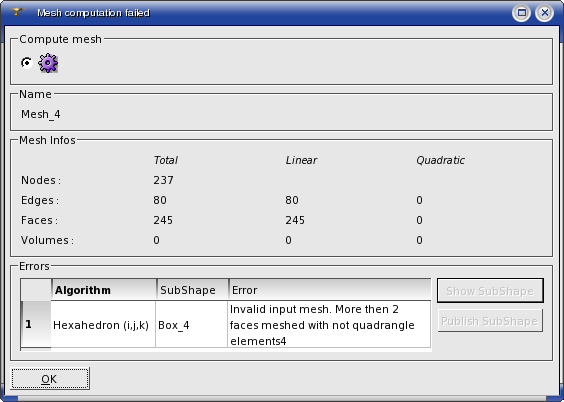 Mesh computation failed
Compute mesh
Name
Mesh_4
Mesh Infos
Total Linear Quadratic
Nodes : 237
Edges : 80 80 0
Faces : 245 245 0
Volumes : 0 0 0
Errors
Algorithm SubShape Error
1 Hexahedron (i,j,k) Box_4 Invalid input mesh. More then 2
faces meshed with not quadrangle
elements4
Show SubShape
Publish SubShape
OK